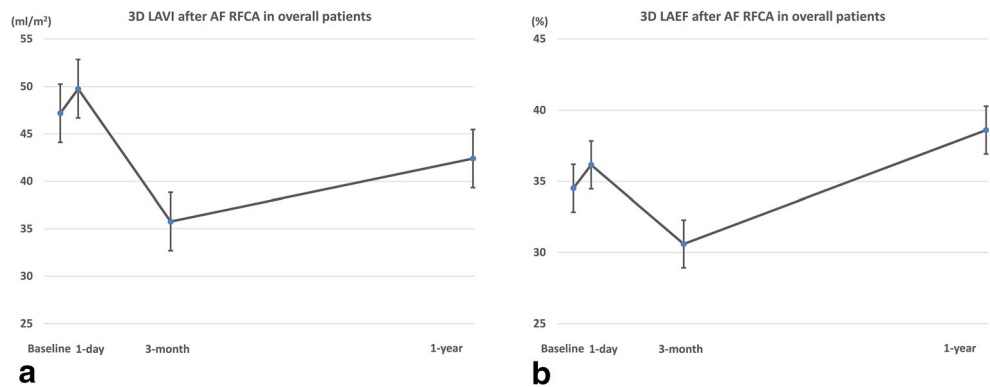 3D LAVI after AF RFCA in overall patients
(ml/m²)
55
50
45
40
35
30
25
Baseline 1-day 3-month 1-year
a
3D LAEF after AF RFCA in overall patients
(%)
45
40
35
30
25
Baseline 1-day 3-month 1-year
b